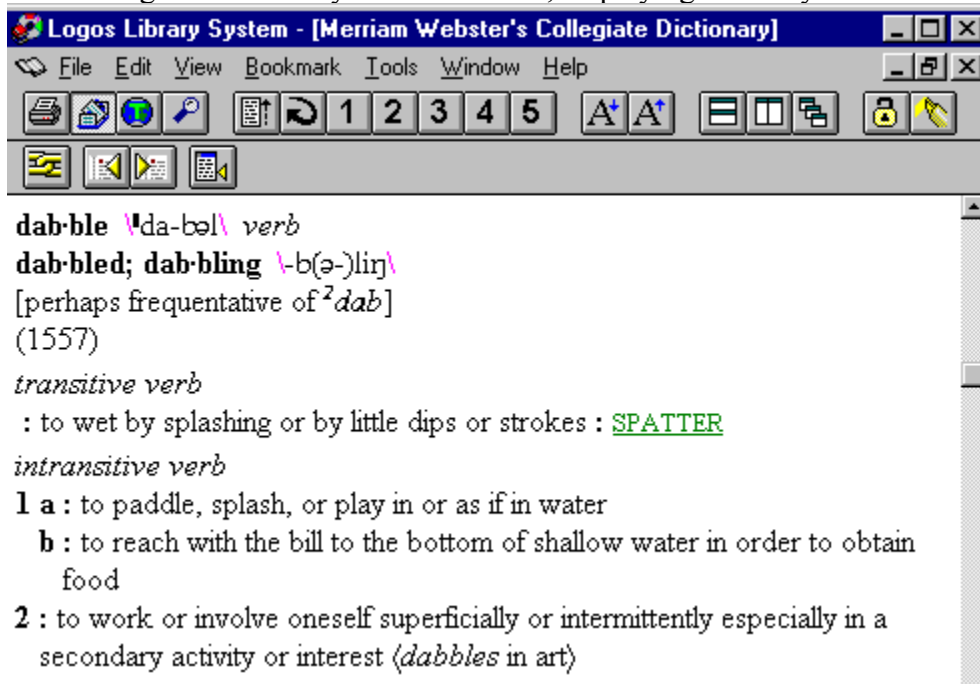 Logos Library System - [Merriam Webster's Collegiate Dictionary]
File Edit View Bookmark Tools Window Help
1 2 3 4 5 A A
dab·ble \ˈda-bəl\ verb
dab·bled; dab·bling \-b(ə-)liŋ\
[perhaps frequentative of ²dab]
(1557)
transitive verb
: to wet by splashing or by little dips or strokes : SPATTER
intransitive verb
1 a : to paddle, splash, or play in or as if in water
b : to reach with the bill to the bottom of shallow water in order to obtain
food
2 : to work or involve oneself superficially or intermittently especially in a
secondary activity or interest ⟨dabbles in art⟩